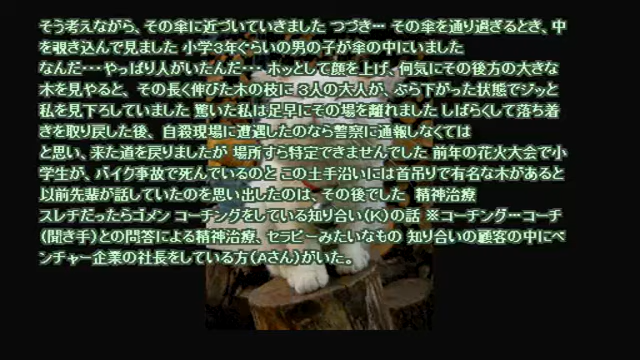 そう考えながら、その傘に近づいていきました つづき… その傘を通り過ぎるとき、中
を覗き込んで見ました 小学３年ぐらいの男の子が傘の中にいました
なんだ・・・やっぱり人がいたんだ・・・・ホッとして顔を上げ、何気にその後方の大きな
木を見やると、 その長く伸びた木の枝に ３人の大人が、ぶら下がった状態でジッと
私を見下ろしていました 驚いた私は足早にその場を離れました しばらくして落ち着
きを取り戻した後、 自殺現場に遭遇したのなら警察に通報しなくては
と思い、来た道を戻りましたが 場所すら特定できませんでした 前年の花火大会で小
学生が、バイク事故で死んでいるのと この土手沿いには首吊りで有名な木があると
以前先輩が話していたのを思い出したのは、その後でした　精神治療
スレチだったらゴメン コーチングをしている知り合い（Ｋ）の話 ※コーチング…コーチ
（聞き手）との問答による精神治療、セラピーみたいなもの 知り合いの顧客の中にベ
ンチャー企業の社長をしている方（Ａさん）がいた。